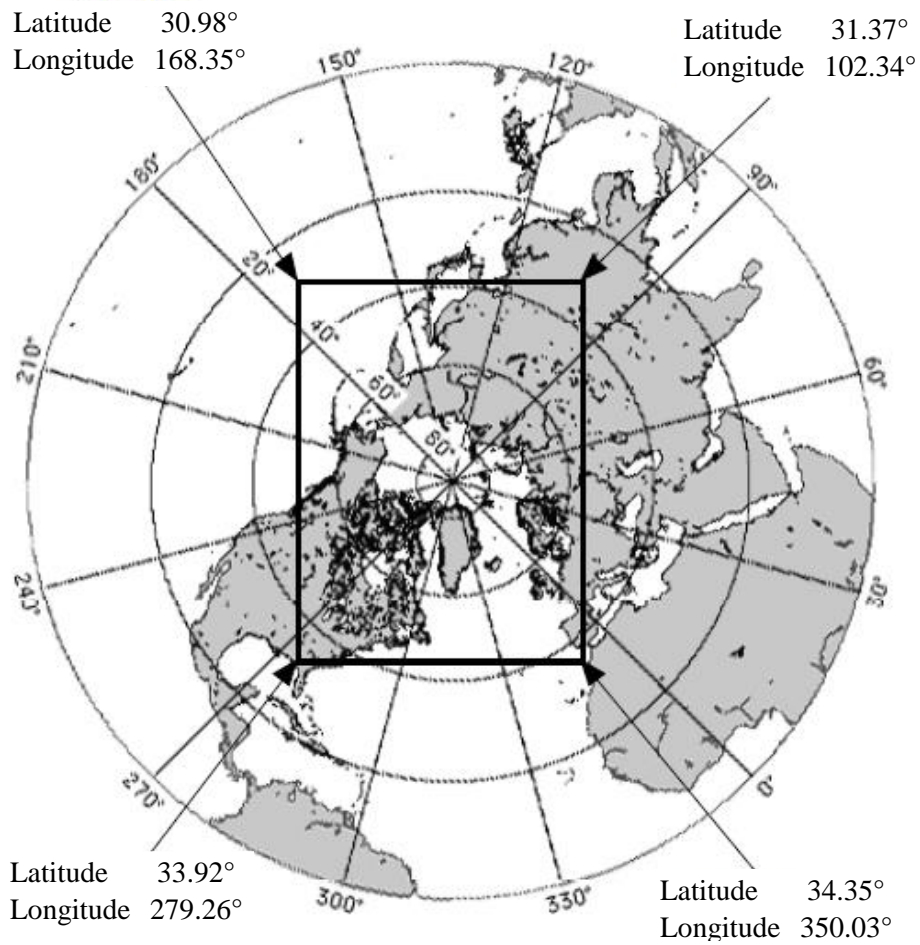 Latitude 30.98°
Longitude 168.35°
Latitude 31.37°
Longitude 102.34°
150°
120°
180°
90°
20°
40°
60°
80°
210°
60°
240°
30°
270°
0°
300°
330°
Latitude 33.92°
Longitude 279.26°
Latitude 34.35°
Longitude 350.03°